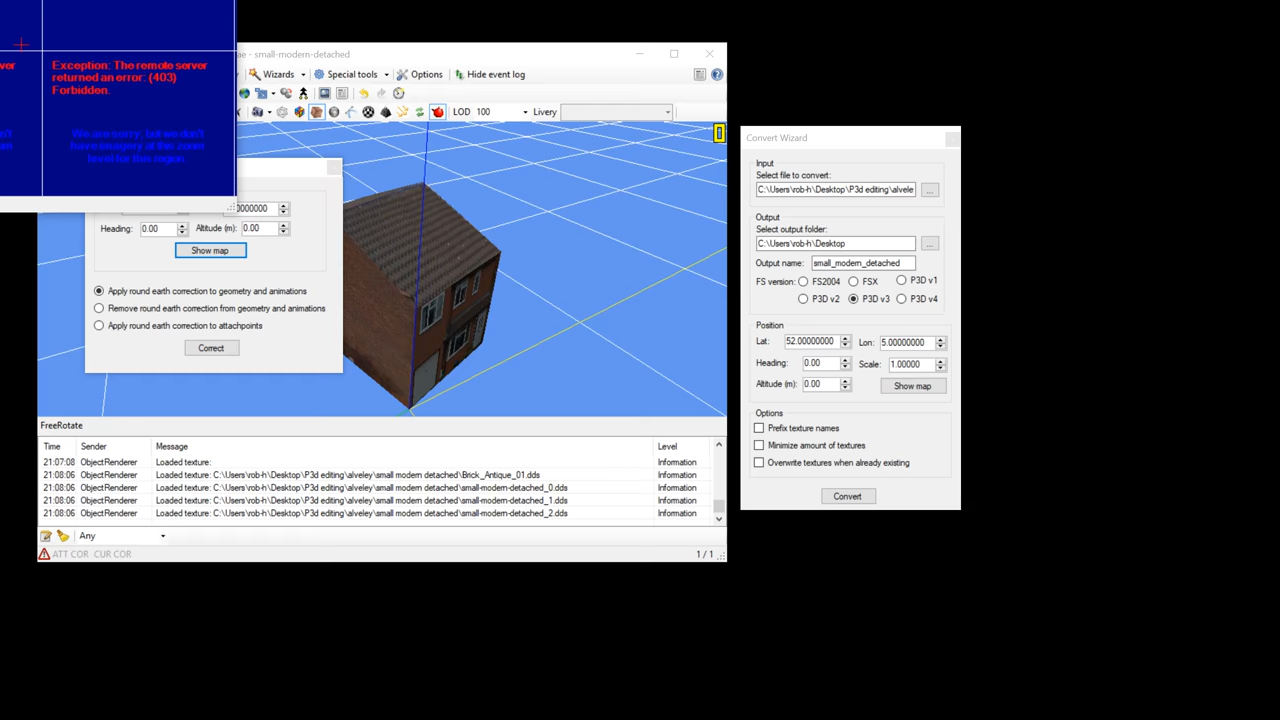 ver
Exception: The remote server
returned an error: (403)
Forbidden.
n't
We are sorry, but we don't
have imagery at this zoom
level for this region
om
ae - small-modern-detached
Wizards
Special tools
Options
Hide event log
LOD 100
Livery
0000000
Heading: 0.00
Altitude (m): 0.00
Show map
Apply round earth correction to geometry and animations
Remove round earth correction from geometry and animations
Apply round earth correction to attachpoints
Correct
FreeRotate
Time Sender Message Level
21:07:08 ObjectRenderer Loaded texture: Information
21:08:06 ObjectRenderer Loaded texture: C:\Users\rob-h\Desktop\P3d editing\alveley\small modern detached\Brick_Antique_01.dds Information
21:08:06 ObjectRenderer Loaded texture: C:\Users\rob-h\Desktop\P3d editing\alveley\small modern detached\small-modern-detached_0.dds Information
21:08:06 ObjectRenderer Loaded texture: C:\Users\rob-h\Desktop\P3d editing\alveley\small modern detached\small-modern-detached_1.dds Information
21:08:06 ObjectRenderer Loaded texture: C:\Users\rob-h\Desktop\P3d editing\alveley\small modern detached\small-modern-detached_2.dds Information
Any
ATT COR CUR COR
1 / 1
Convert Wizard
Input
Select file to convert:
C:\Users\rob-h\Desktop\P3d editing\alvele
...
Output
Select output folder:
C:\Users\rob-h\Desktop
...
Output name: small_modern_detached
FS version: FS2004 FSX P3D v1
P3D v2 P3D v3 P3D v4
Position
Lat: 52.00000000 Lon: 5.00000000
Heading: 0.00 Scale: 1.00000
Altitude (m): 0.00 Show map
Options
Prefix texture names
Minimize amount of textures
Overwrite textures when already existing
Convert